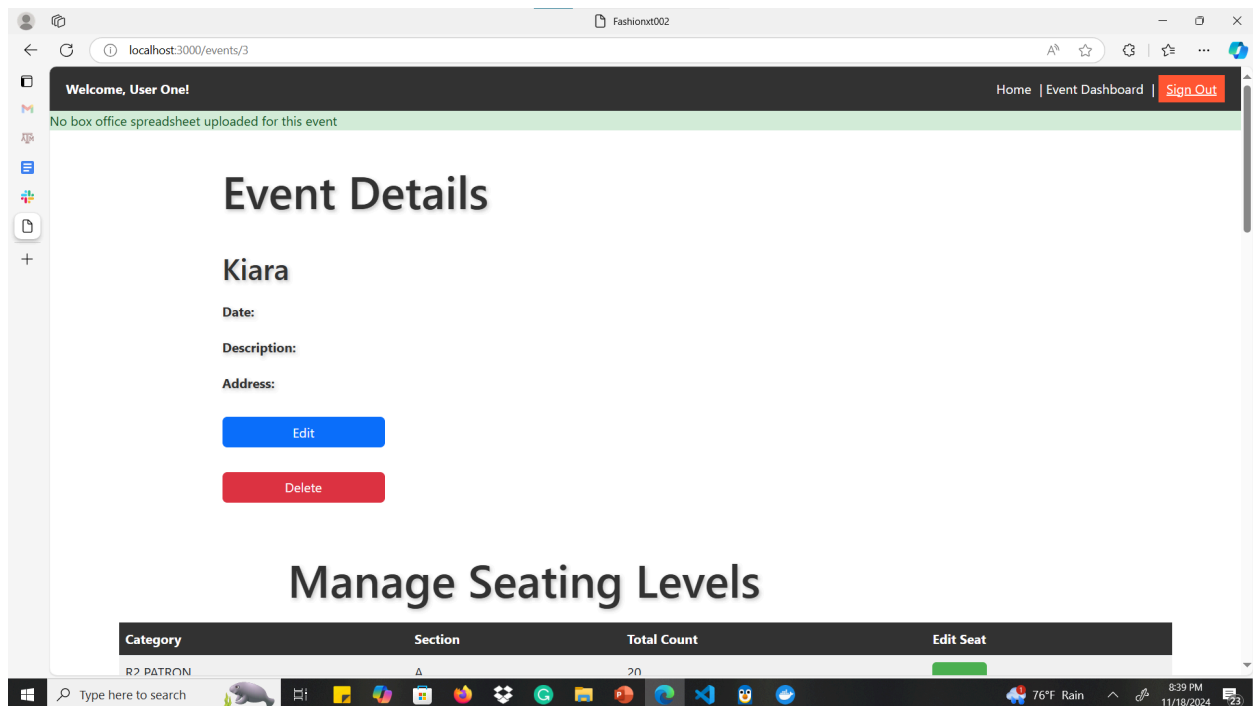 Fashionxt002
localhost:3000/events/3
Welcome, User One!
Home | Event Dashboard | Sign Out
No box office spreadsheet uploaded for this event
Event Details
Kiara
Date:
Description:
Address:
Edit
Delete
Manage Seating Levels
Category Section Total Count Edit Seat
R2 PATRON A 20
Type here to search
76°F Rain
8:39 PM
11/18/2024
23